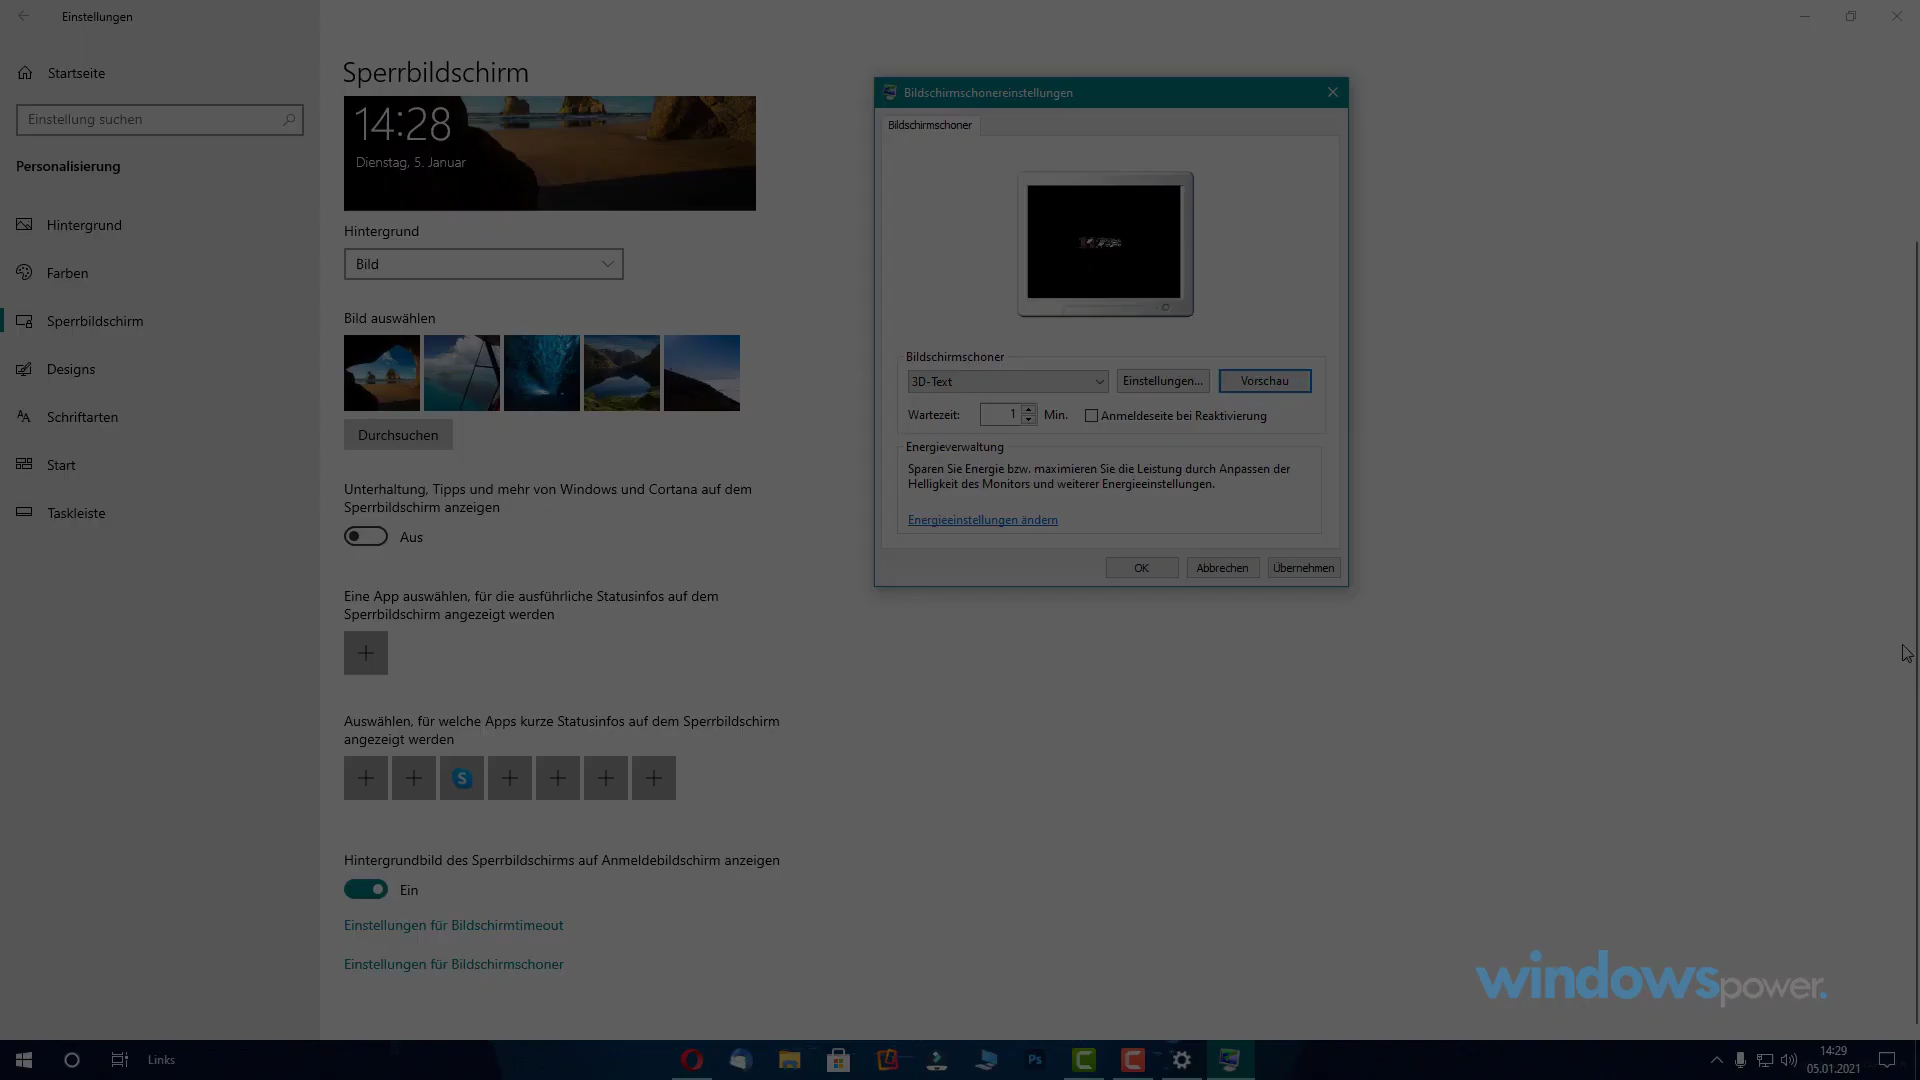 Einstellungen
Startseite
Einstellung suchen
Personalisierung
Hintergrund
Farben
Sperrbildschirm
Designs
Schriftarten
Start
Taskleiste
Sperrbildschirm
14:28
Dienstag, 5. Januar
Hintergrund
Bild
Bild auswählen
Durchsuchen
Unterhaltung, Tipps und mehr von Windows und Cortana auf dem
Sperrbildschirm anzeigen
Aus
Eine App auswählen, für die ausführliche Statusinfos auf dem
Sperrbildschirm angezeigt werden
Auswählen, für welche Apps kurze Statusinfos auf dem Sperrbildschirm
angezeigt werden
Hintergrundbild des Sperrbildschirms auf Anmeldebildschirm anzeigen
Ein
Einstellungen für Bildschirmtimeout
Einstellungen für Bildschirmschoner
Bildschirmschonereinstellungen
Bildschirmschoner
Bildschirmschoner
3D-Text
Einstellungen...
Vorschau
Wartezeit: 1 Min. Anmeldeseite bei Reaktivierung
Energieverwaltung
Sparen Sie Energie bzw. maximieren Sie die Leistung durch Anpassen der
Helligkeit des Monitors und weiterer Energieeinstellungen.
Energieeinstellungen ändern
OK
Abbrechen
Übernehmen
windowspower.
Links
Ps
14:29
05.01.2021